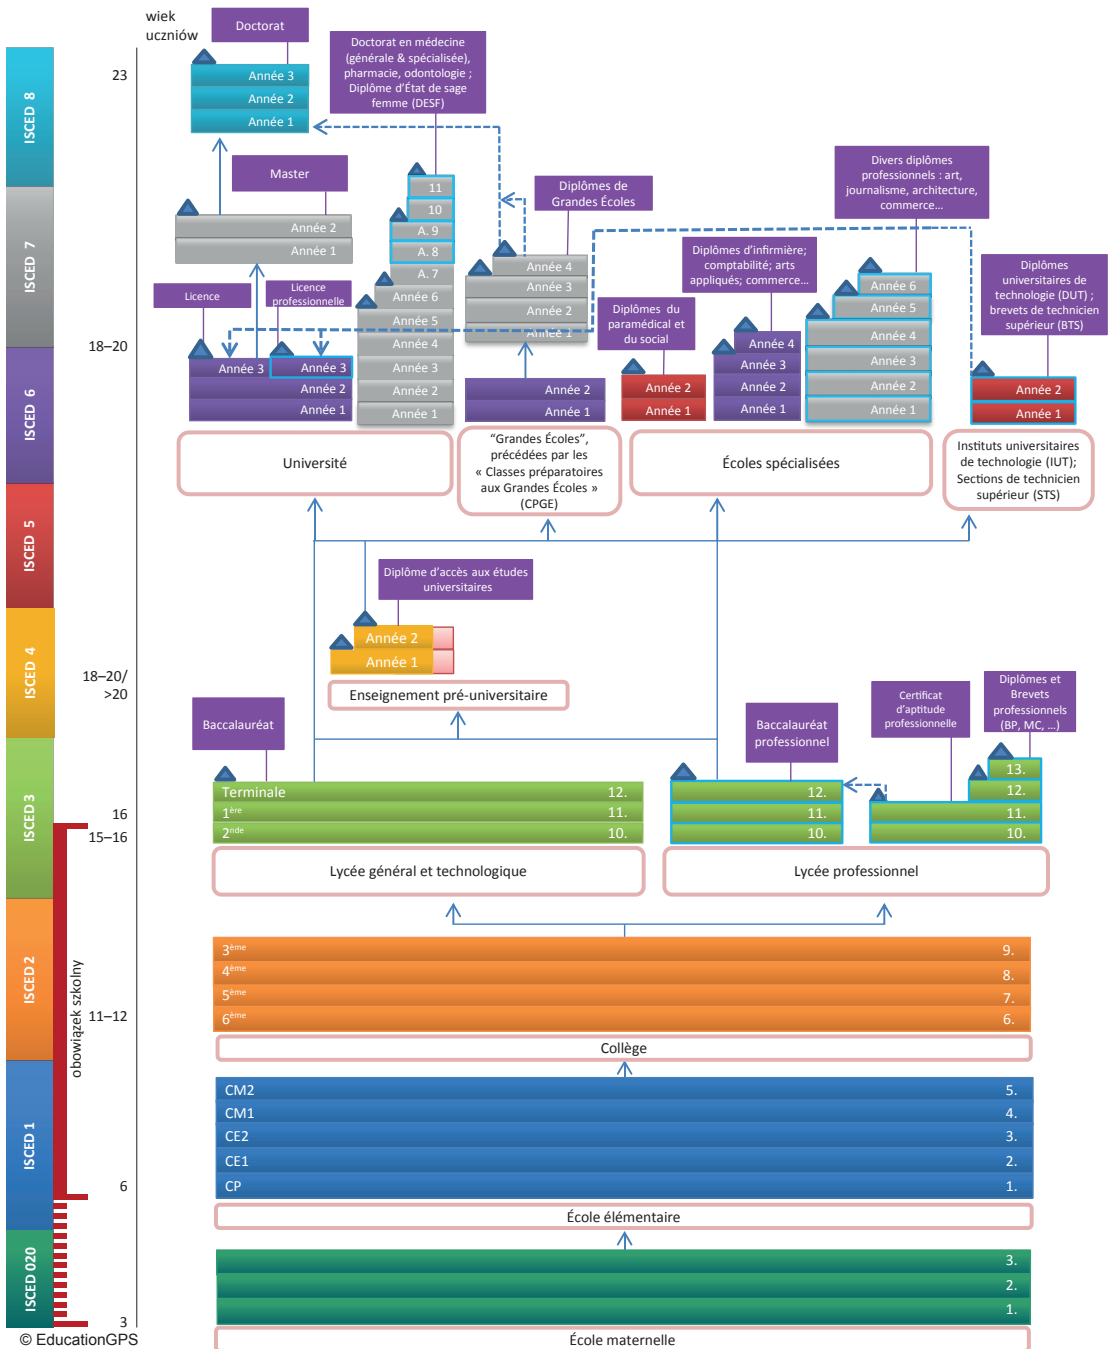 wiek
uczniów
Doctorat
Doctorat en médecine
(générale & spécialisée),
pharmacie, odontologie ;
Diplôme d’État de sage
femme (DESF)
ISCED 8
23
Année 3
Année 2
Année 1
Master
Diplômes de
Grandes Écoles
Divers diplômes
professionnels : art,
journalisme, architecture,
commerce...
11
10
A. 9
A. 8
A. 7
Année 6
Année 5
Année 4
Année 3
Année 2
Année 1
ISCED 7
Année 2
Année 1
Licence
Licence
professionnelle
Année 4
Année 3
Année 2
Année 1
Diplômes d’infirmière;
comptabilité; arts
appliqués; commerce...
Diplômes du
paramédical et
du social
Année 6
Année 5
Année 4
Année 3
Année 2
Année 1
Diplômes
universitaires de
technologie (DUT) ;
brevets de technicien
supérieur (BTS)
18–20
ISCED 6
Année 3
Année 3
Année 2
Année 1
Année 2
Année 1
Année 2
Année 1
Année 4
Année 3
Année 2
Année 1
Année 2
Année 1
Université
“Grandes Écoles”,
précédées par les
« Classes préparatoires
aux Grandes Écoles »
(CPGE)
Écoles spécialisées
Instituts universitaires
de technologie (IUT);
Sections de technicien
supérieur (STS)
ISCED 5
Diplôme d’accès aux études
universitaires
ISCED 4
Année 2
Année 1
18–20/
>20
Enseignement pré-universitaire
Baccalauréat
Baccalauréat
professionnel
Certificat
d’aptitude
professionnelle
Diplômes et
Brevets
professionnels
(BP, MC, ...)
ISCED 3
16
15–16
Terminale 12.
1ère 11.
2nde 10.
12.
11.
10.
13.
12.
11.
10.
Lycée général et technologique
Lycée professionnel
ISCED 2
obowiązek szkolny
11–12
3ème 9.
4ème 8.
5ème 7.
6ème 6.
Collège
ISCED 1
6
CM2 5.
CM1 4.
CE2 3.
CE1 2.
CP 1.
École élémentaire
ISCED 020
3
3.
2.
1.
École maternelle
© EducationGPS